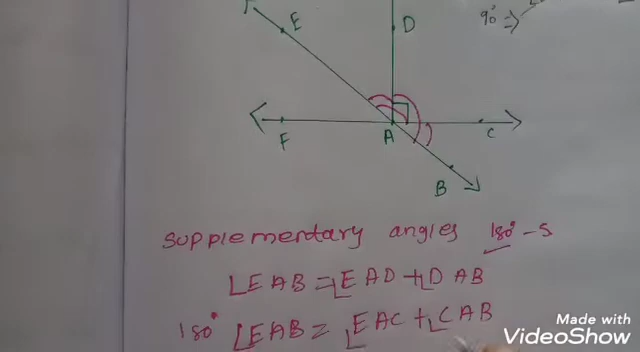 E
D
90° =>
F
A
C
B
supplementary angles 180° - S
∠EAB = ∠EAD + ∠DAB
180° ∠EAB = ∠EAC + ∠CAB
Made with
VideoShow